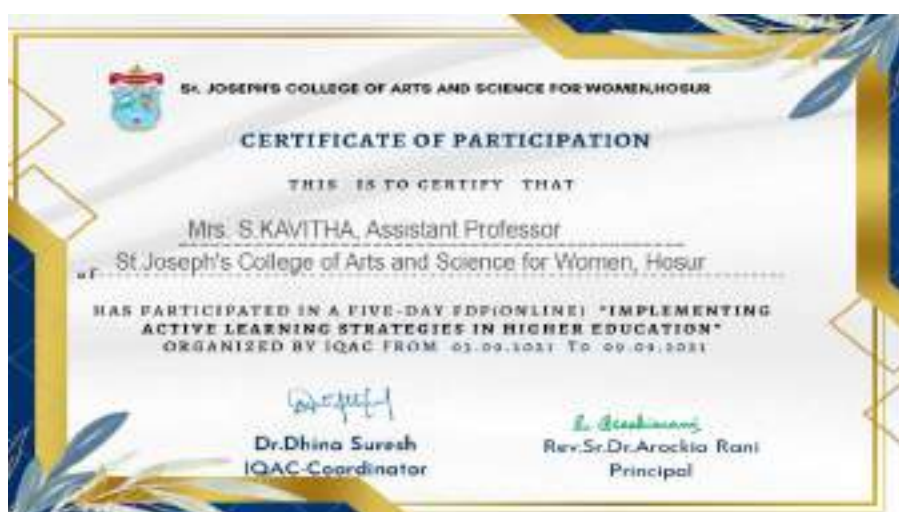 St. JOSEPH'S COLLEGE OF ARTS AND SCIENCE FOR WOMEN,HOSUR
CERTIFICATE OF PARTICIPATION
THIS IS TO CERTIFY THAT
Mrs. S.KAVITHA, Assistant Professor
of St.Joseph's College of Arts and Science for Women, Hosur
HAS PARTICIPATED IN A FIVE-DAY FDP(ONLINE) "IMPLEMENTING
ACTIVE LEARNING STRATEGIES IN HIGHER EDUCATION"
ORGANIZED BY IQAC FROM TO
Dr.Dhina Suresh
IQAC-Coordinator
Rev.Sr.Dr.Arockia Rani
Principal